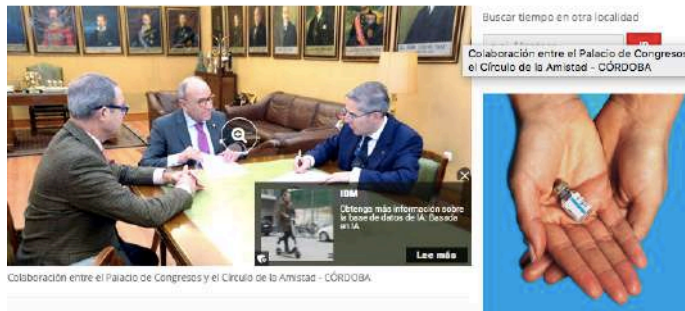 Buscar tiempo en otra localidad
Colaboración entre el Palacio de Congresos
el Círculo de la Amistad - CÓRDOBA
IBM
Obtenga más información sobre
la base de datos de IA: Basada
en IA
Lee más
Colaboración entre el Palacio de Congresos y el Círculo de la Amistad - CÓRDOBA